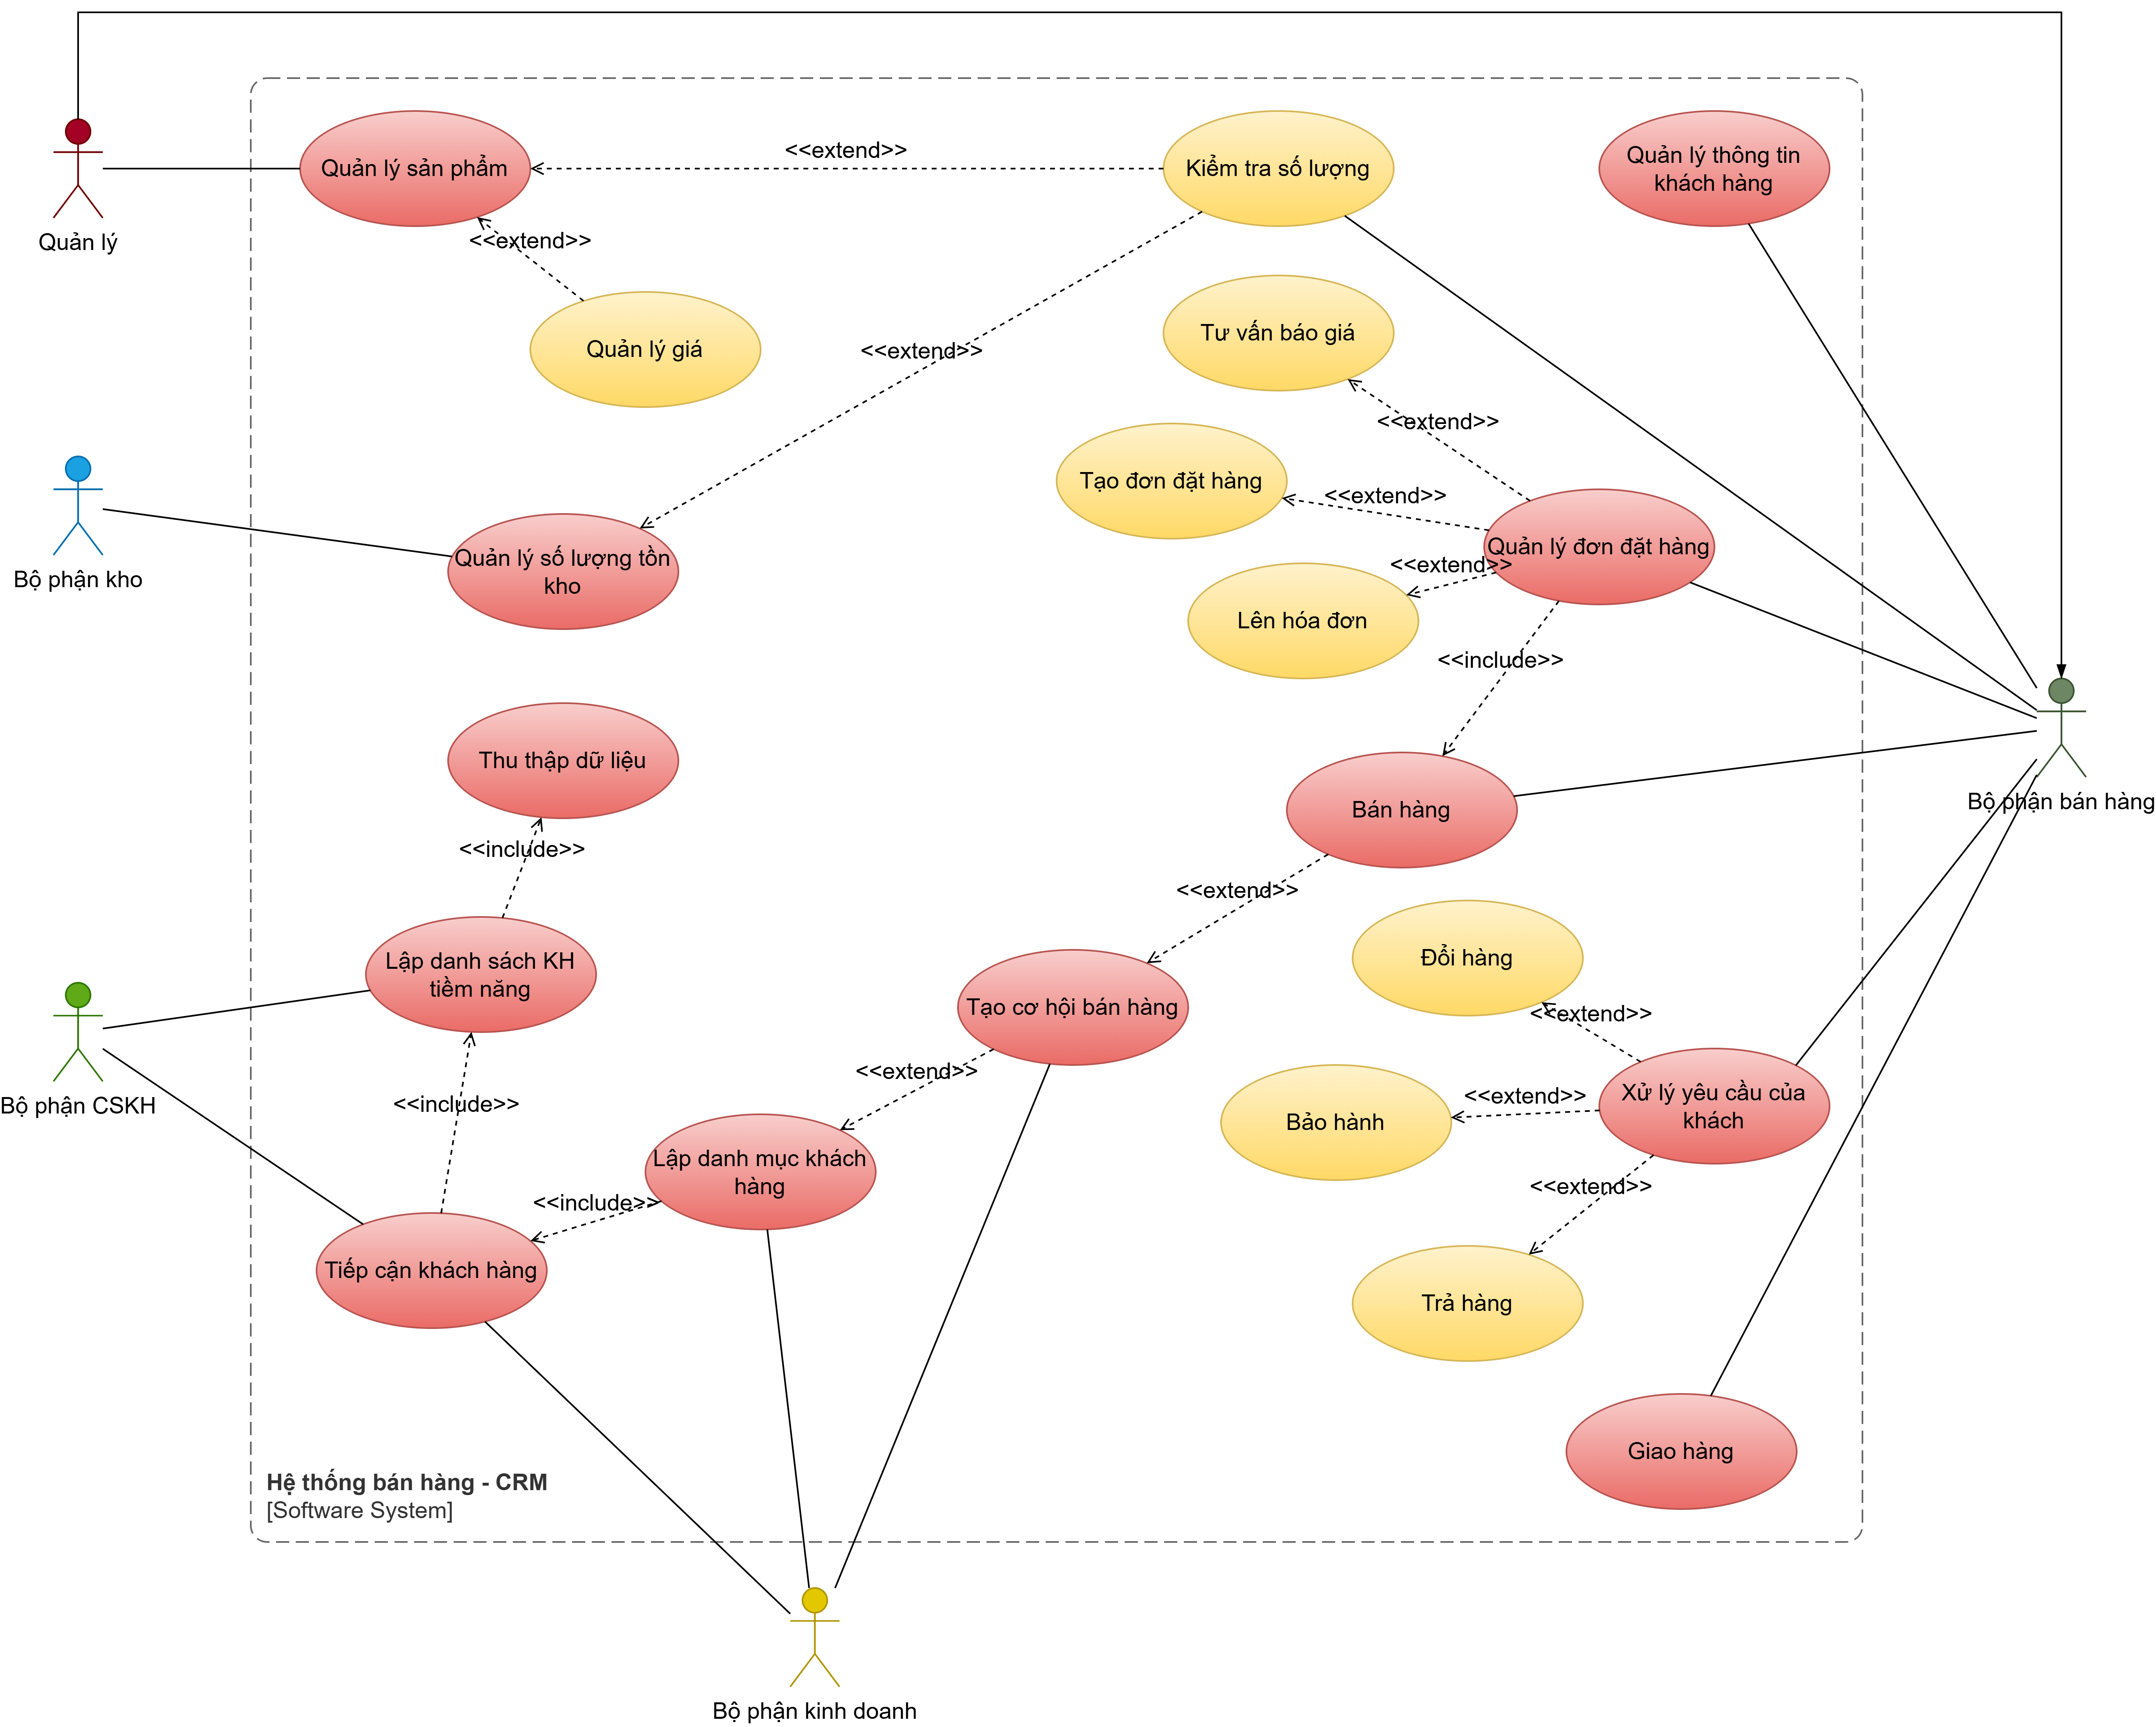 <<extend>>
Quản lý sản phẩm
Kiểm tra số lượng
Quản lý thông tin
khách hàng
Quản lý
<<extend>>
Quản lý giá
<<extend>>
Tư vấn báo giá
<<extend>>
Tạo đơn đặt hàng
<<extend>>
Quản lý đơn đặt hàng
<<extend>>
Bộ phận kho
Quản lý số lượng tồn
kho
Lên hóa đơn
<<include>>
Thu thập dữ liệu
Bán hàng
Bộ phận bán hàng
<<include>>
<<extend>>
Lập danh sách KH
tiềm năng
Đổi hàng
Tạo cơ hội bán hàng
<<extend>>
<<extend>>
Bộ phận CSKH
<<include>>
<<extend>>
Xử lý yêu cầu của
khách
Bảo hành
Lập danh mục khách
hàng
<<include>>
<<extend>>
Tiếp cận khách hàng
Trả hàng
Giao hàng
Hệ thống bán hàng - CRM
[Software System]
Bộ phận kinh doanh